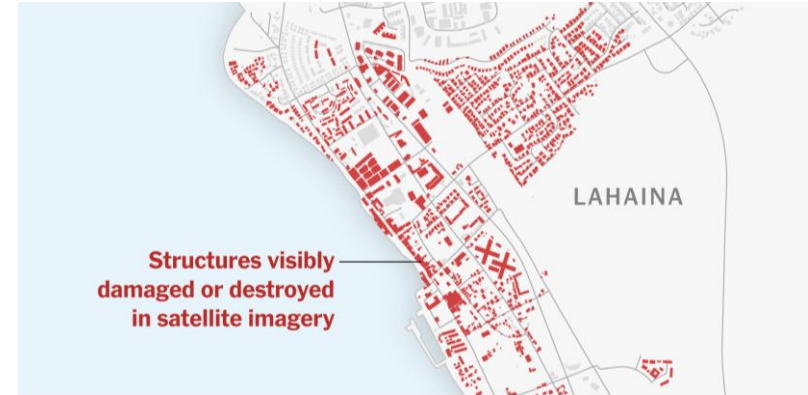 LAHAINA
Structures visibly
damaged or destroyed
in satellite imagery